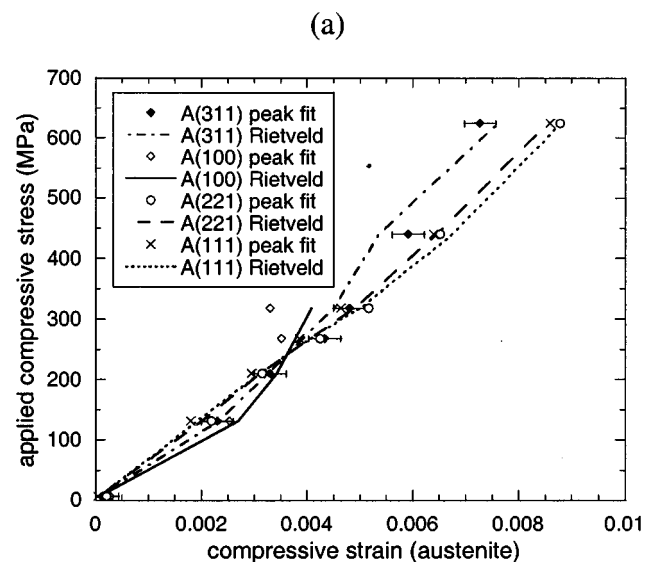 (a)
700
600
500
400
300
200
100
0
applied compressive stress (MPa)
A(311) peak fit
A(311) Rietveld
A(100) peak fit
A(100) Rietveld
A(221) peak fit
A(221) Rietveld
A(111) peak fit
A(111) Rietveld
0 0.002 0.004 0.006 0.008 0.01
compressive strain (austenite)